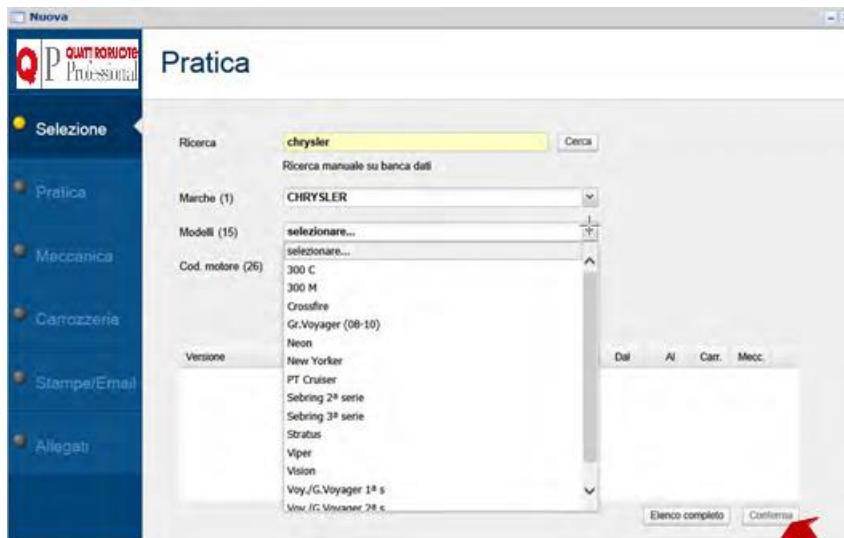 Nuova
QUATTRORUOTE
Professional
Pratica
Selezione
Pratica
Meccanica
Carrozzeria
Stampe/Email
Allegati
Ricerca
chrysler
Cerca
Ricerca manuale su banca dati
Marche (1)
CHRYSLER
Modelli (15)
selezionare...
Cod. motore (26)
selezionare...
300 C
300 M
Crossfire
Gr.Voyager (08-10)
Neon
New Yorker
PT Cruiser
Sebring 2ª serie
Sebring 3ª serie
Stratus
Viper
Vision
Voy./G.Voyager 1ª s
Voy./G.Voyager 2ª s
Versione
Dal
Al
Carr.
Mecc.
Elenco completo
Conferma